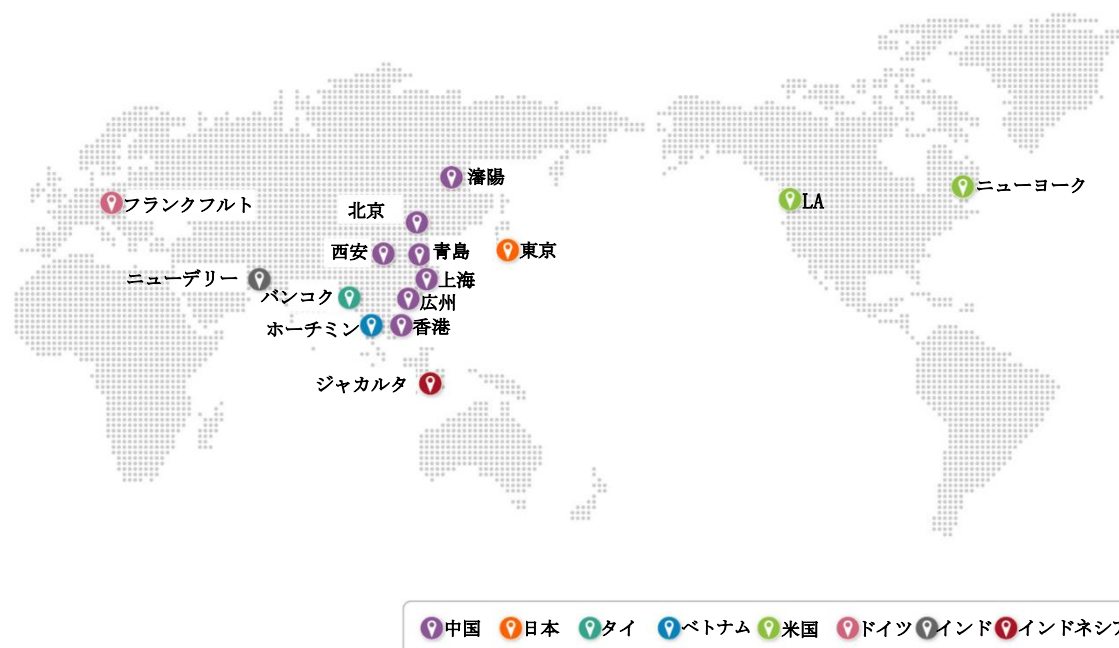 瀋陽
フランクフルト
ニューヨーク
LA
北京
西安
青島
東京
ニューデリー
上海
バンコク
広州
ホーチミン
香港
ジャカルタ
中国 日本 タイ ベトナム 米国 ドイツ インド インドネシア